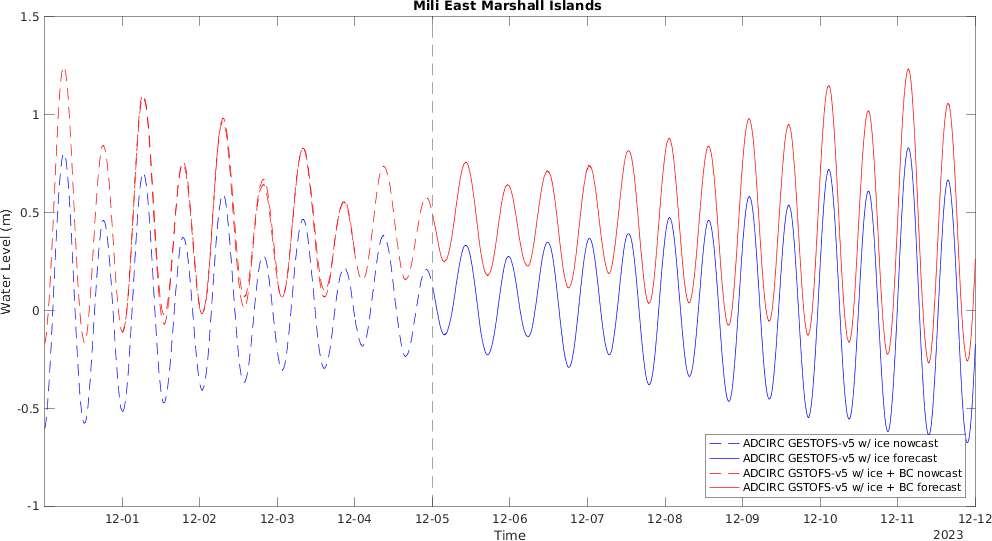 Mili East Marshall Islands
1.5
1
0.5
0
-0.5
-1
Water Level (m)
12-01 12-02 12-03 12-04 12-05 12-06 12-07 12-08 12-09 12-10 12-11 12-12
Time
2023
ADCIRC GESTOFS-v5 w/ ice nowcast
ADCIRC GESTOFS-v5 w/ ice forecast
ADCIRC GSTOFS-v5 w/ ice + BC nowcast
ADCIRC GSTOFS-v5 w/ ice + BC forecast